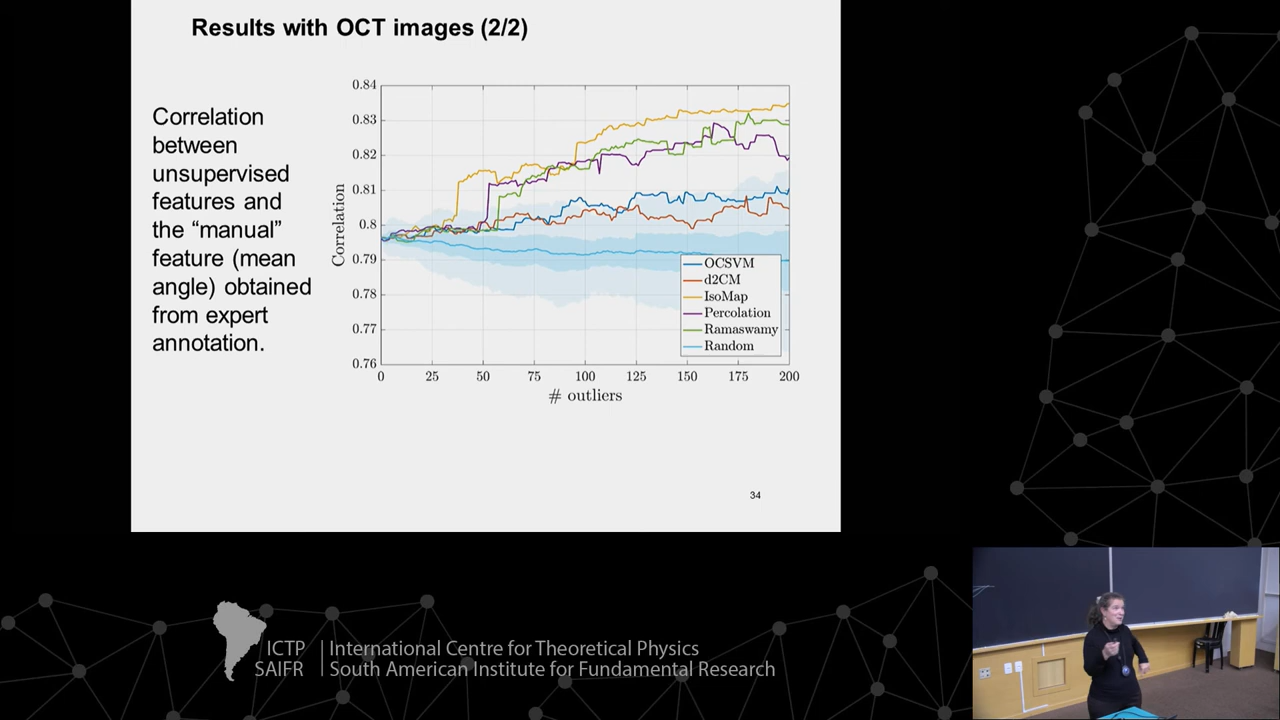 Results with OCT images (2/2)
Correlation
between
unsupervised
features and
the “manual”
feature (mean
angle) obtained
from expert
annotation.
0.84
0.83
0.82
0.81
0.8
0.79
0.78
0.77
0.76
Correlation
0 25 50 75 100 125 150 175 200
# outliers
OCSVM
d2CM
IsoMap
Percolation
Ramaswamy
Random
34
ICTP
SAIFR
International Centre for Theoretical Physics
South American Institute for Fundamental Research